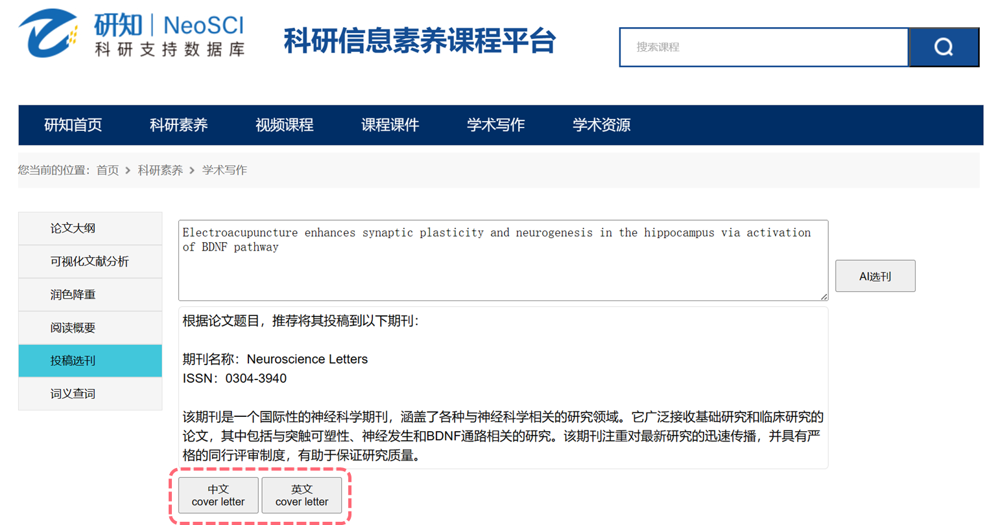 研知 | NeoSCI
科研支持数据库
科研信息素养课程平台
搜索课程
研知首页 科研素养 视频课程 课程课件 学术写作 学术资源
您当前的位置：首页 > 科研素养 > 学术写作
论文大纲
可视化文献分析
润色降重
阅读概要
投稿选刊
词义查词
Electroacupuncture enhances synaptic plasticity and neurogenesis in the hippocampus via activation
of BDNF pathway
AI选刊
根据论文题目，推荐将其投稿到以下期刊：
期刊名称：Neuroscience Letters
ISSN：0304-3940
该期刊是一个国际性的神经科学期刊，涵盖了各种与神经科学相关的研究领域。它广泛接收基础研究和临床研究的
论文，其中包括与突触可塑性、神经发生和BDNF通路相关的研究。该期刊注重对最新研究的迅速传播，并具有严
格的同行评审制度，有助于保证研究质量。
中文
cover letter
英文
cover letter